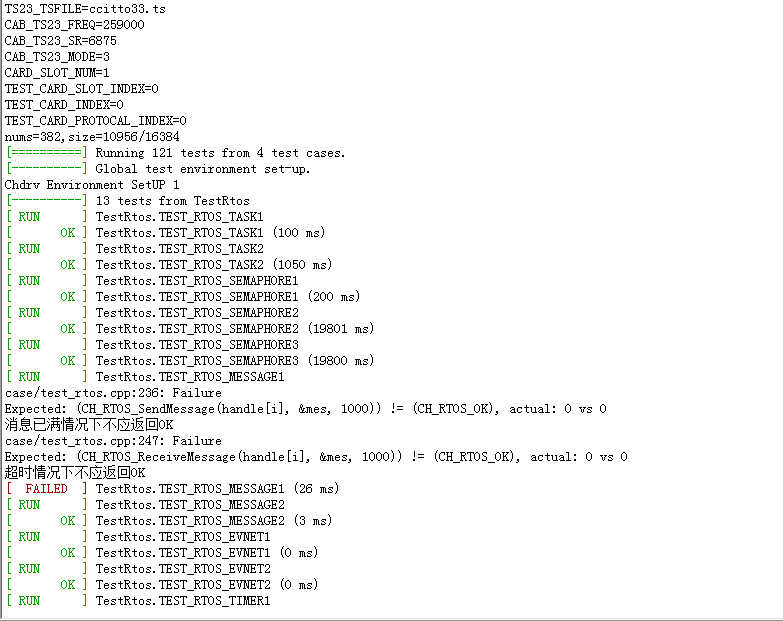 TS23_TSFILE=ccitto33.ts
CAB_TS23_FREQ=259000
CAB_TS23_SR=6875
CAB_TS23_MODE=3
CARD_SLOT_NUM=1
TEST_CARD_SLOT_INDEX=0
TEST_CARD_INDEX=0
TEST_CARD_PROTOCAL_INDEX=0
nums=382,size=10956/16384
[==========] Running 121 tests from 4 test cases.
[----------] Global test environment set-up.
Chdrv Environment SetUP 1
[----------] 13 tests from TestRtos
[ RUN      ] TestRtos.TEST_RTOS_TASK1
[       OK ] TestRtos.TEST_RTOS_TASK1 (100 ms)
[ RUN      ] TestRtos.TEST_RTOS_TASK2
[       OK ] TestRtos.TEST_RTOS_TASK2 (1050 ms)
[ RUN      ] TestRtos.TEST_RTOS_SEMAPHORE1
[       OK ] TestRtos.TEST_RTOS_SEMAPHORE1 (200 ms)
[ RUN      ] TestRtos.TEST_RTOS_SEMAPHORE2
[       OK ] TestRtos.TEST_RTOS_SEMAPHORE2 (19801 ms)
[ RUN      ] TestRtos.TEST_RTOS_SEMAPHORE3
[       OK ] TestRtos.TEST_RTOS_SEMAPHORE3 (19800 ms)
[ RUN      ] TestRtos.TEST_RTOS_MESSAGE1
case/test_rtos.cpp:236: Failure
Expected: (CH_RTOS_SendMessage(handle[i], &mes, 1000)) != (CH_RTOS_OK), actual: 0 vs 0
消息已满情况下不应返回OK
case/test_rtos.cpp:247: Failure
Expected: (CH_RTOS_ReceiveMessage(handle[i], &mes, 1000)) != (CH_RTOS_OK), actual: 0 vs 0
超时情况下不应返回OK
[  FAILED  ] TestRtos.TEST_RTOS_MESSAGE1 (26 ms)
[ RUN      ] TestRtos.TEST_RTOS_MESSAGE2
[       OK ] TestRtos.TEST_RTOS_MESSAGE2 (3 ms)
[ RUN      ] TestRtos.TEST_RTOS_EVNET1
[       OK ] TestRtos.TEST_RTOS_EVNET1 (0 ms)
[ RUN      ] TestRtos.TEST_RTOS_EVNET2
[       OK ] TestRtos.TEST_RTOS_EVNET2 (0 ms)
[ RUN      ] TestRtos.TEST_RTOS_TIMER1